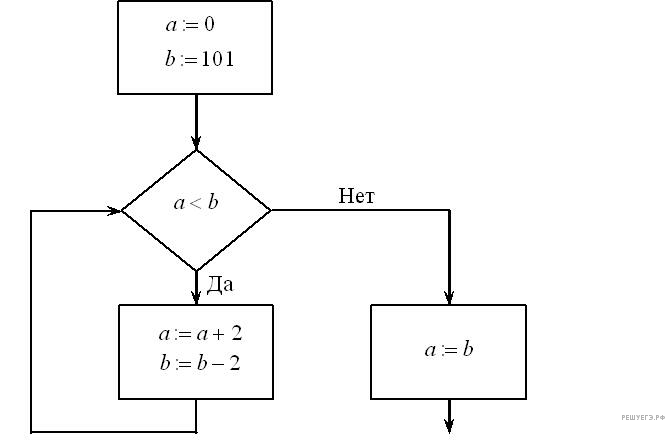 a := 0
b := 101
a < b
Нет
Да
a := a + 2
b := b − 2
a := b
РЕШУЕГЭ.РФ